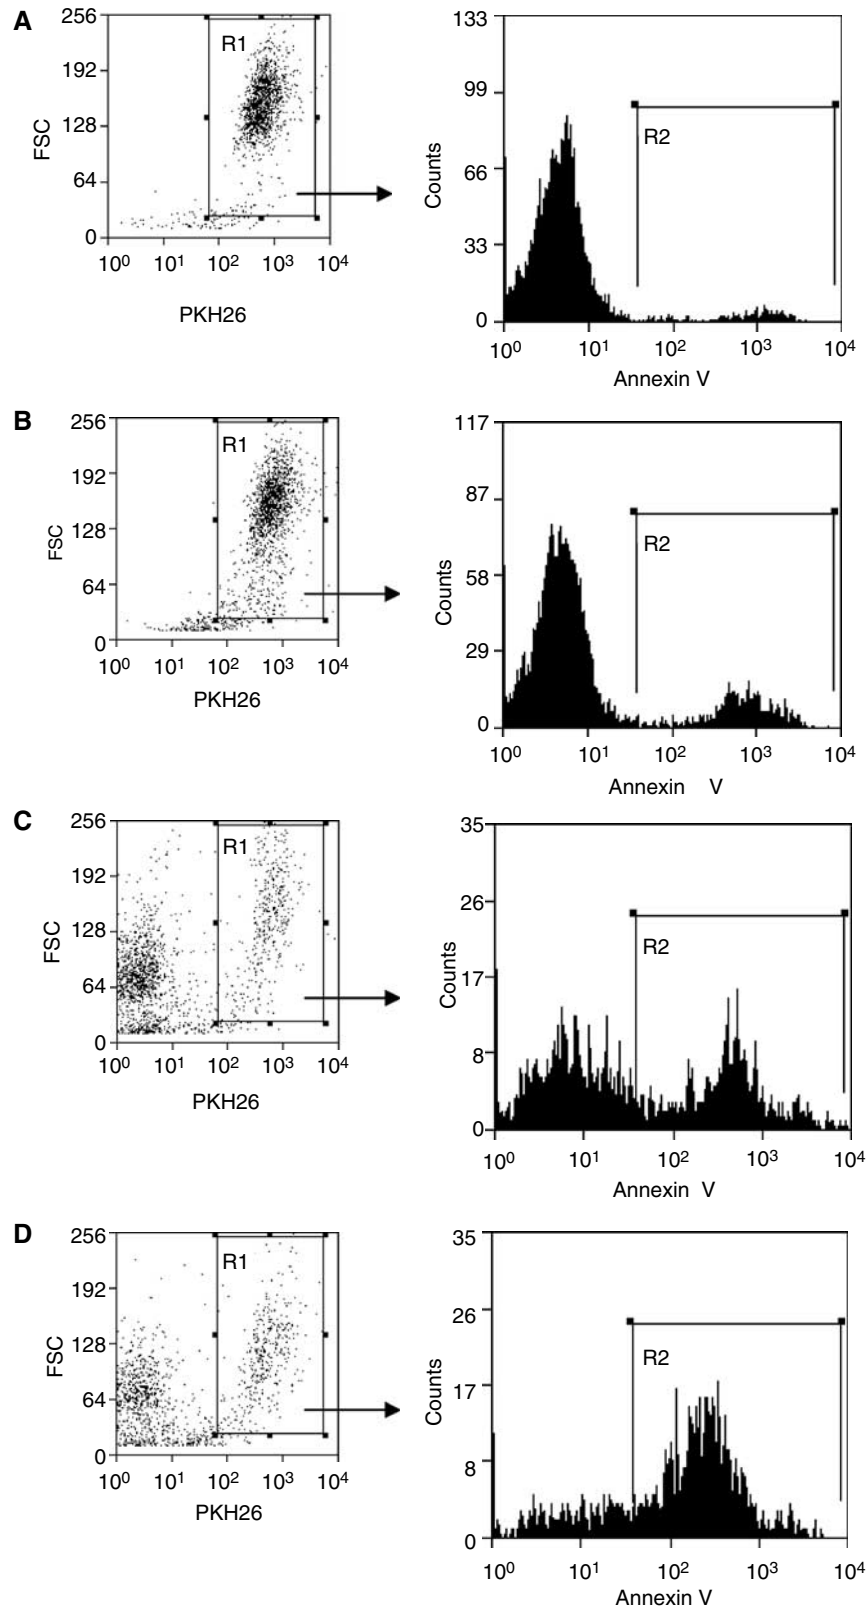 A
256
192
128
64
0
FSC
R1
10⁰ 10¹ 10² 10³ 10⁴
PKH26
133
99
66
33
0
Counts
R2
10⁰ 10¹ 10² 10³ 10⁴
Annexin V
B
256
192
128
64
0
FSC
R1
10⁰ 10¹ 10² 10³ 10⁴
PKH26
117
87
58
29
0
Counts
R2
10⁰ 10¹ 10² 10³ 10⁴
Annexin V
C
256
192
128
64
0
FSC
R1
10⁰ 10¹ 10² 10³ 10⁴
PKH26
35
26
17
8
0
Counts
R2
10⁰ 10¹ 10² 10³ 10⁴
Annexin V
D
256
192
128
64
0
FSC
R1
10⁰ 10¹ 10² 10³ 10⁴
PKH26
35
26
17
8
0
Counts
R2
10⁰ 10¹ 10² 10³ 10⁴
Annexin V